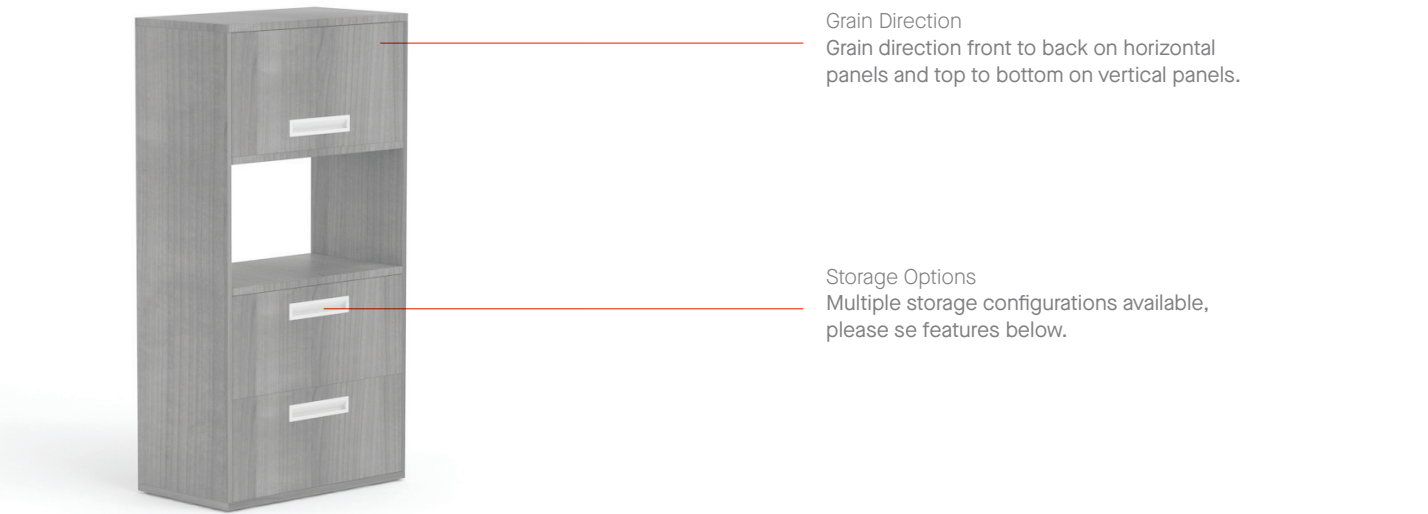 Grain Direction
Grain direction front to back on horizontal
panels and top to bottom on vertical panels.
Storage Options
Multiple storage configurations available,
please se features below.